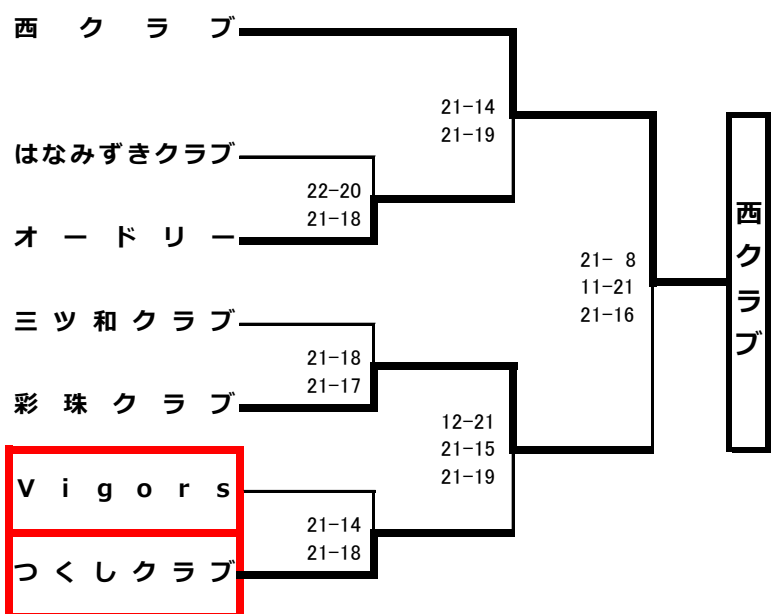 西クラブ
はなみずきクラブ
オードリー
三ツ和クラブ
彩珠クラブ
Vigors
つくしクラブ
22-20
21-18
21-18
21-17
21-14
21-18
21-14
21-19
12-21
21-15
21-19
21- 8
11-21
21-16
西クラブ